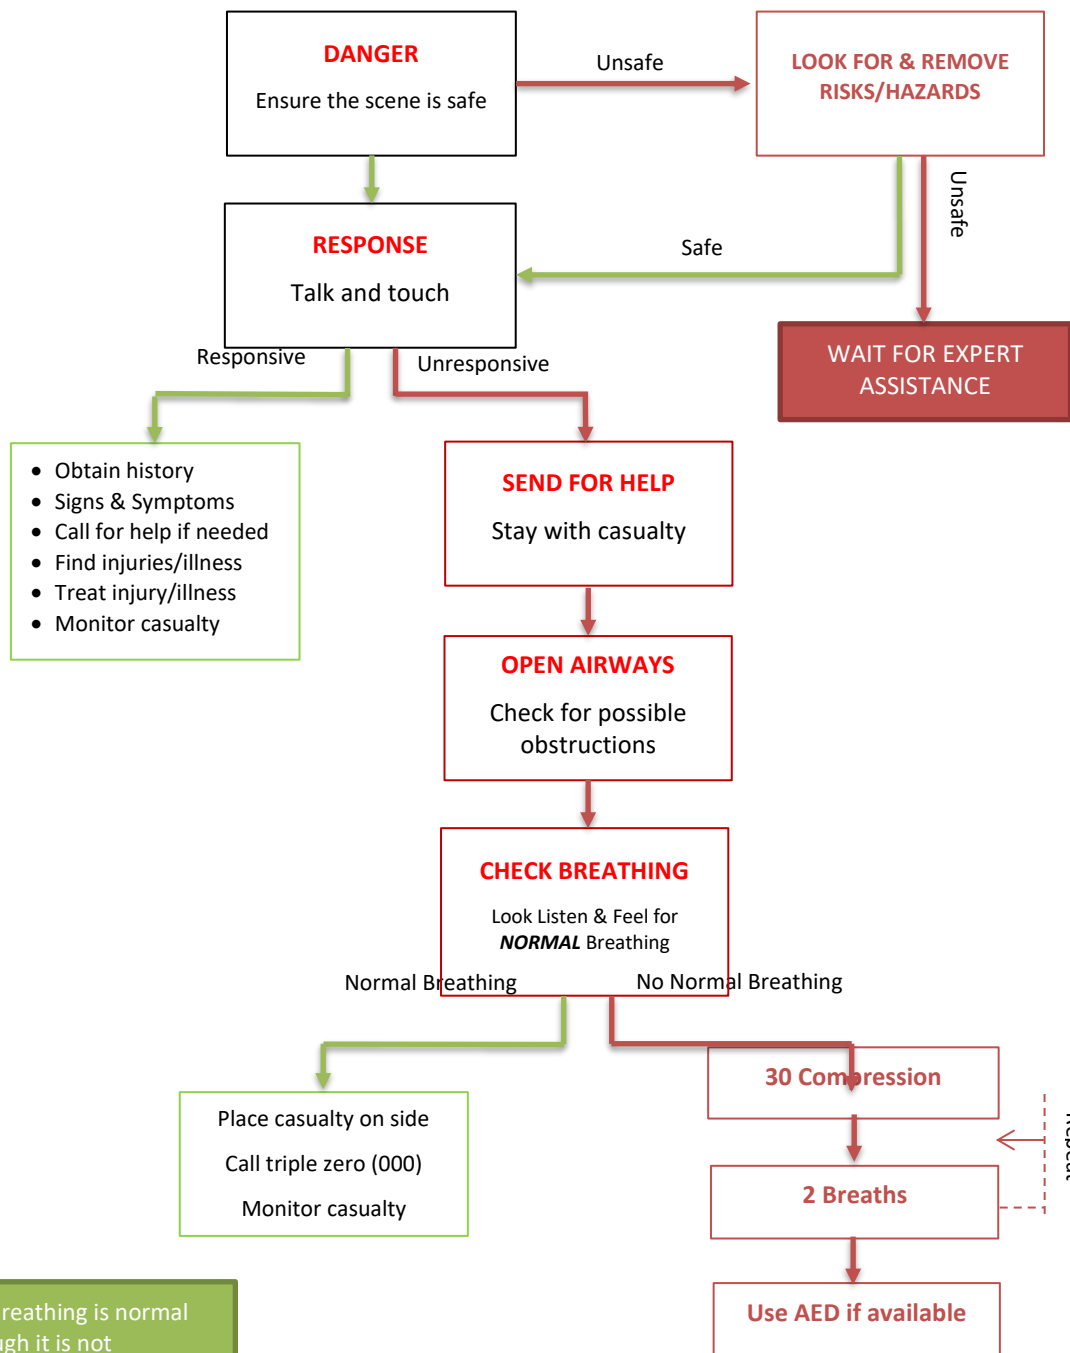 DANGER
Ensure the scene is safe
Unsafe
LOOK FOR & REMOVE
RISKS/HAZARDS
Unsafe
RESPONSE
Talk and touch
Safe
WAIT FOR EXPERT
ASSISTANCE
Responsive
Unresponsive
• Obtain history
• Signs & Symptoms
• Call for help if needed
• Find injuries/illness
• Treat injury/illness
• Monitor casualty
SEND FOR HELP
Stay with casualty
OPEN AIRWAYS
Check for possible
obstructions
CHECK BREATHING
Look Listen & Feel for
NORMAL Breathing
Normal Breathing
No Normal Breathing
Place casualty on side
Call triple zero (000)
Monitor casualty
30 Compression
Repeat
2 Breaths
Use AED if available
reathing is normal
ugh it is not